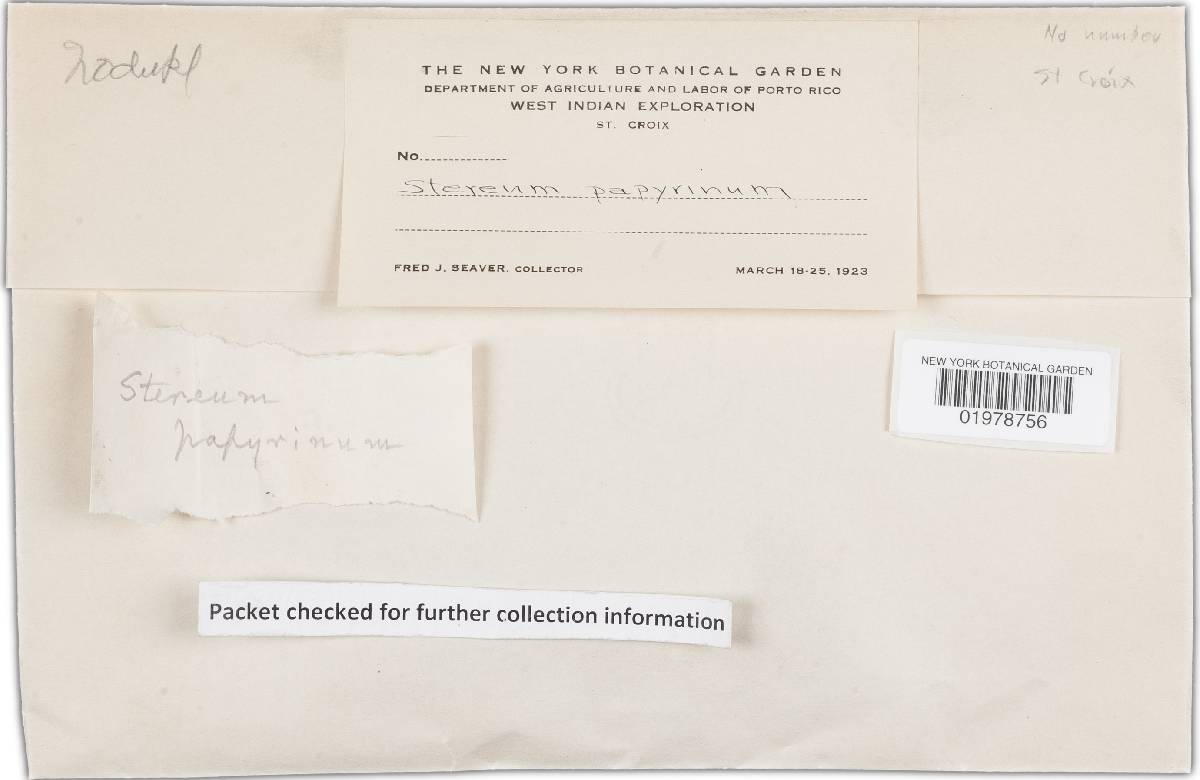 No dupl
No number
St Croix
THE NEW YORK BOTANICAL GARDEN
DEPARTMENT OF AGRICULTURE AND LABOR OF PORTO RICO
WEST INDIAN EXPLORATION
ST. CROIX
No.
Stereum papyrinum
FRED J. SEAVER, COLLECTOR
MARCH 18-25, 1923
Stereum
papyrinum
NEW YORK BOTANICAL GARDEN
01978756
Packet checked for further collection information